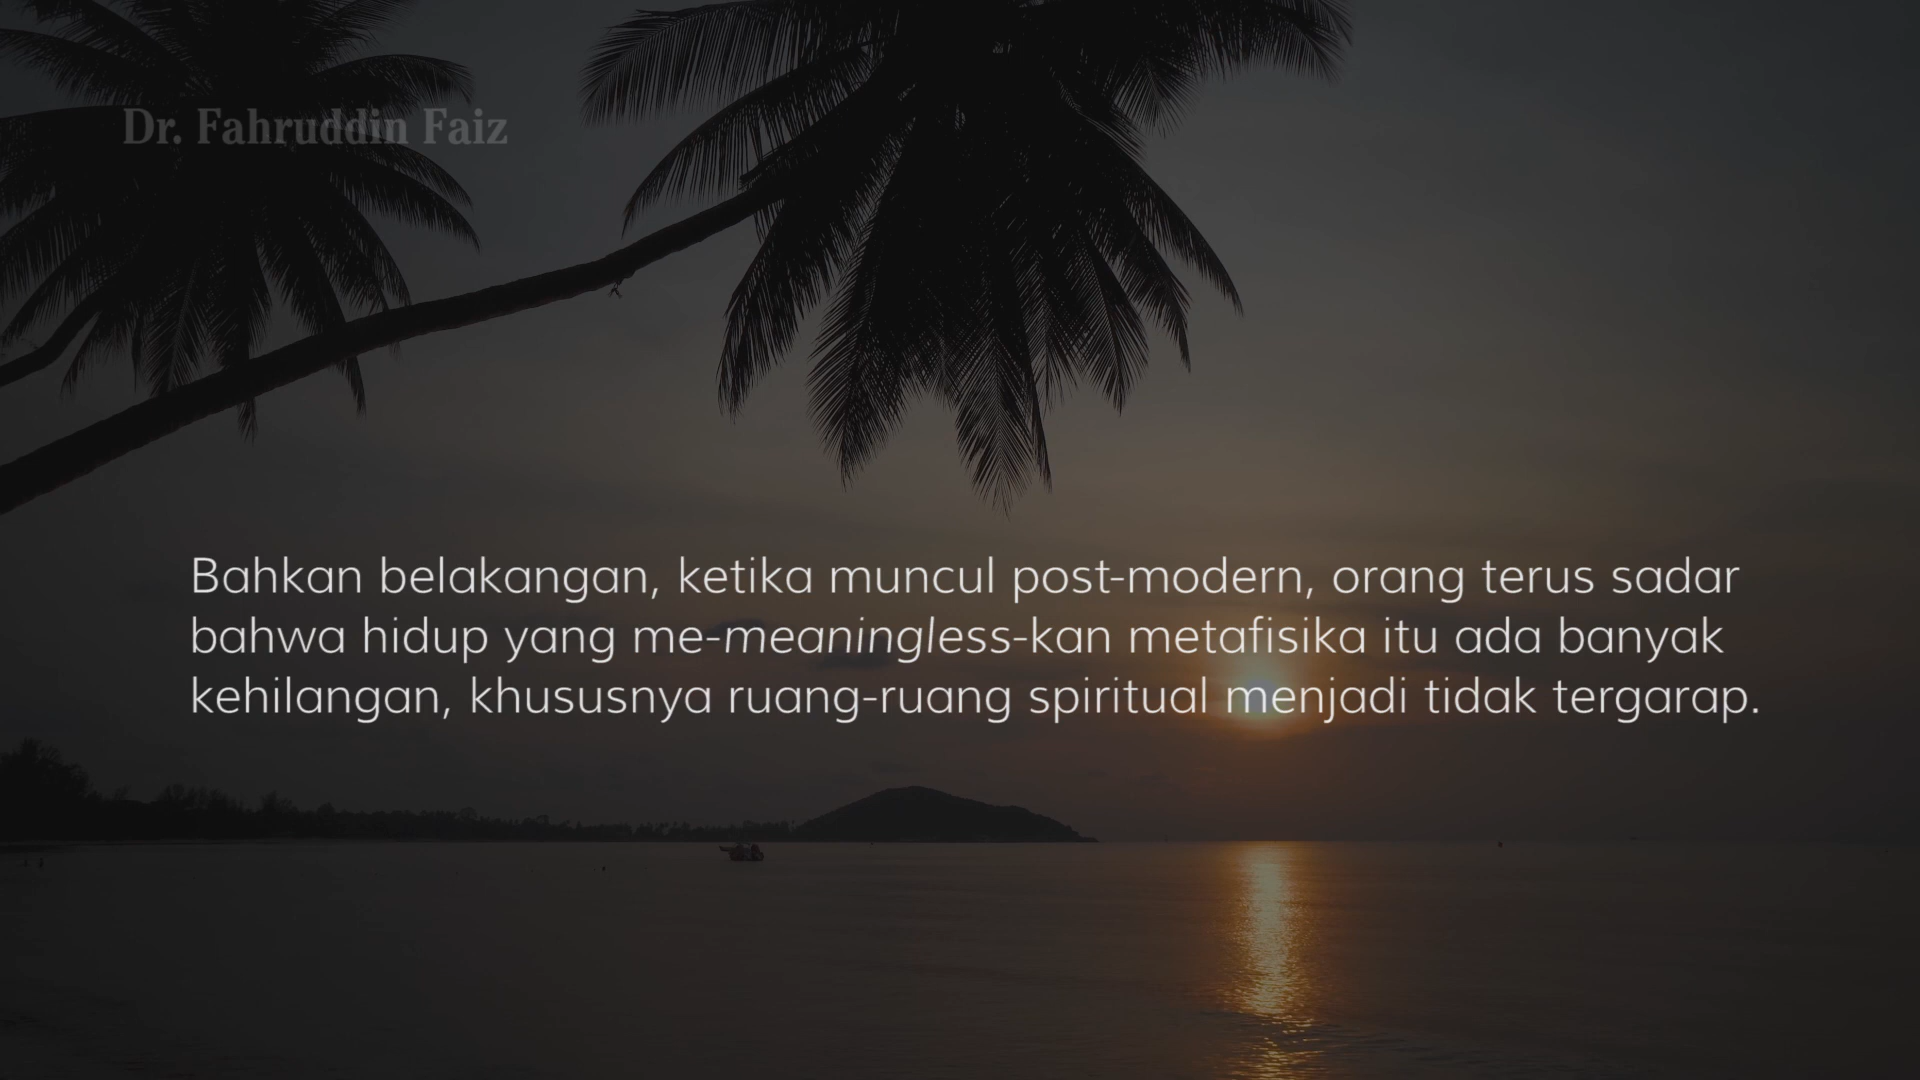 Dr. Fahruddin Faiz
Bahkan belakangan, ketika muncul post-modern, orang terus sadar
bahwa hidup yang me-meaningless-kan metafisika itu ada banyak
kehilangan, khususnya ruang-ruang spiritual menjadi tidak tergarap.